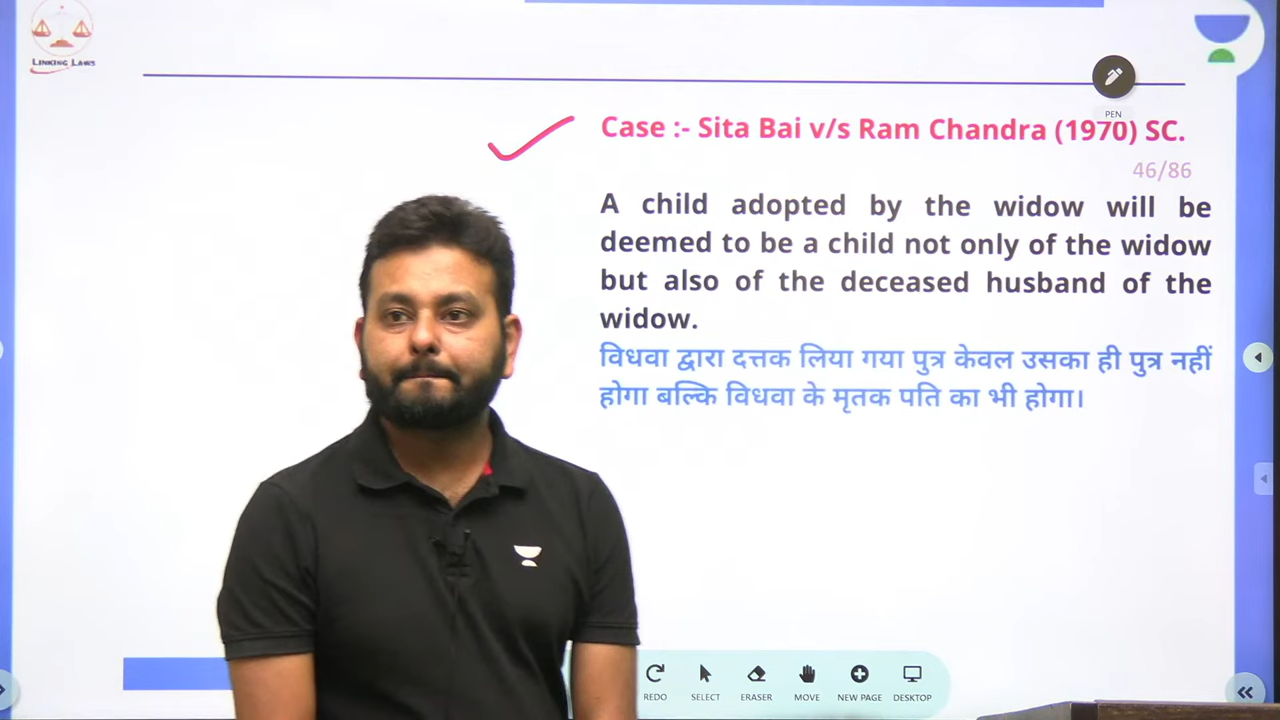 LINKING LAWS
PEN
Case :- Sita Bai v/s Ram Chandra (1970) SC.
46/86
A child adopted by the widow will be
deemed to be a child not only of the widow
but also of the deceased husband of the
widow.
विधवा द्वारा दत्तक लिया गया पुत्र केवल उसका ही पुत्र नहीं
होगा बल्कि विधवा के मृतक पति का भी होगा।
REDO SELECT ERASER MOVE NEW PAGE DESKTOP